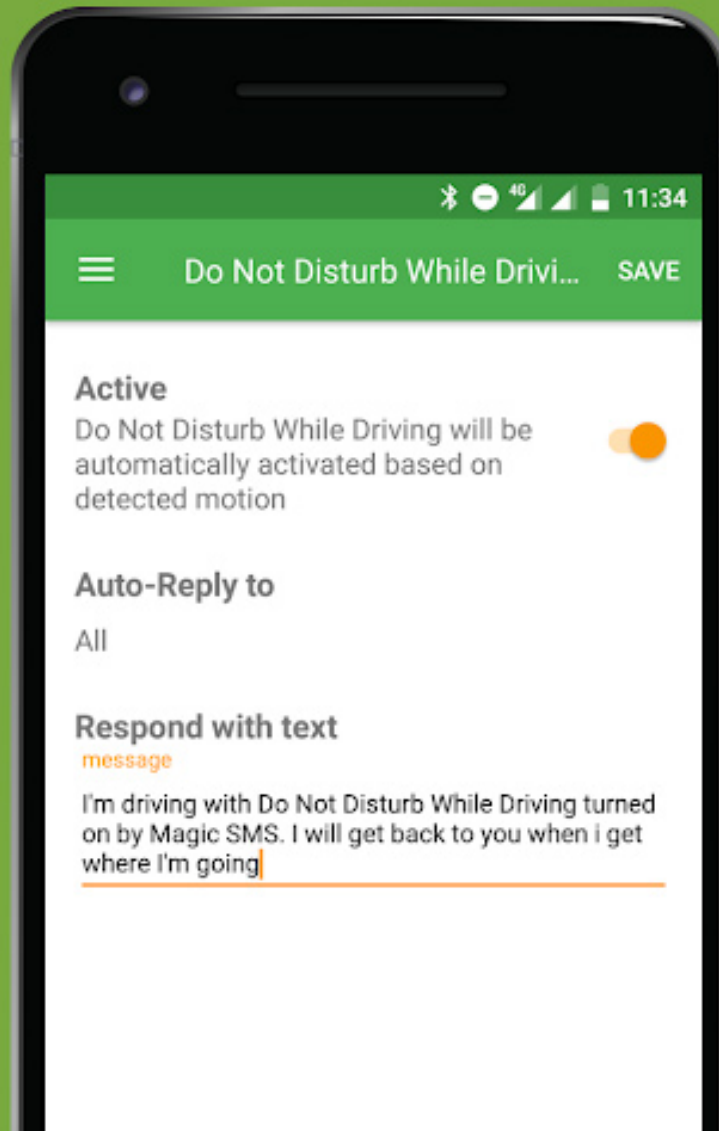 4G 11:34
Do Not Disturb While Drivi... SAVE
Active
Do Not Disturb While Driving will be
automatically activated based on
detected motion
Auto-Reply to
All
Respond with text
message
I'm driving with Do Not Disturb While Driving turned
on by Magic SMS. I will get back to you when i get
where I'm going